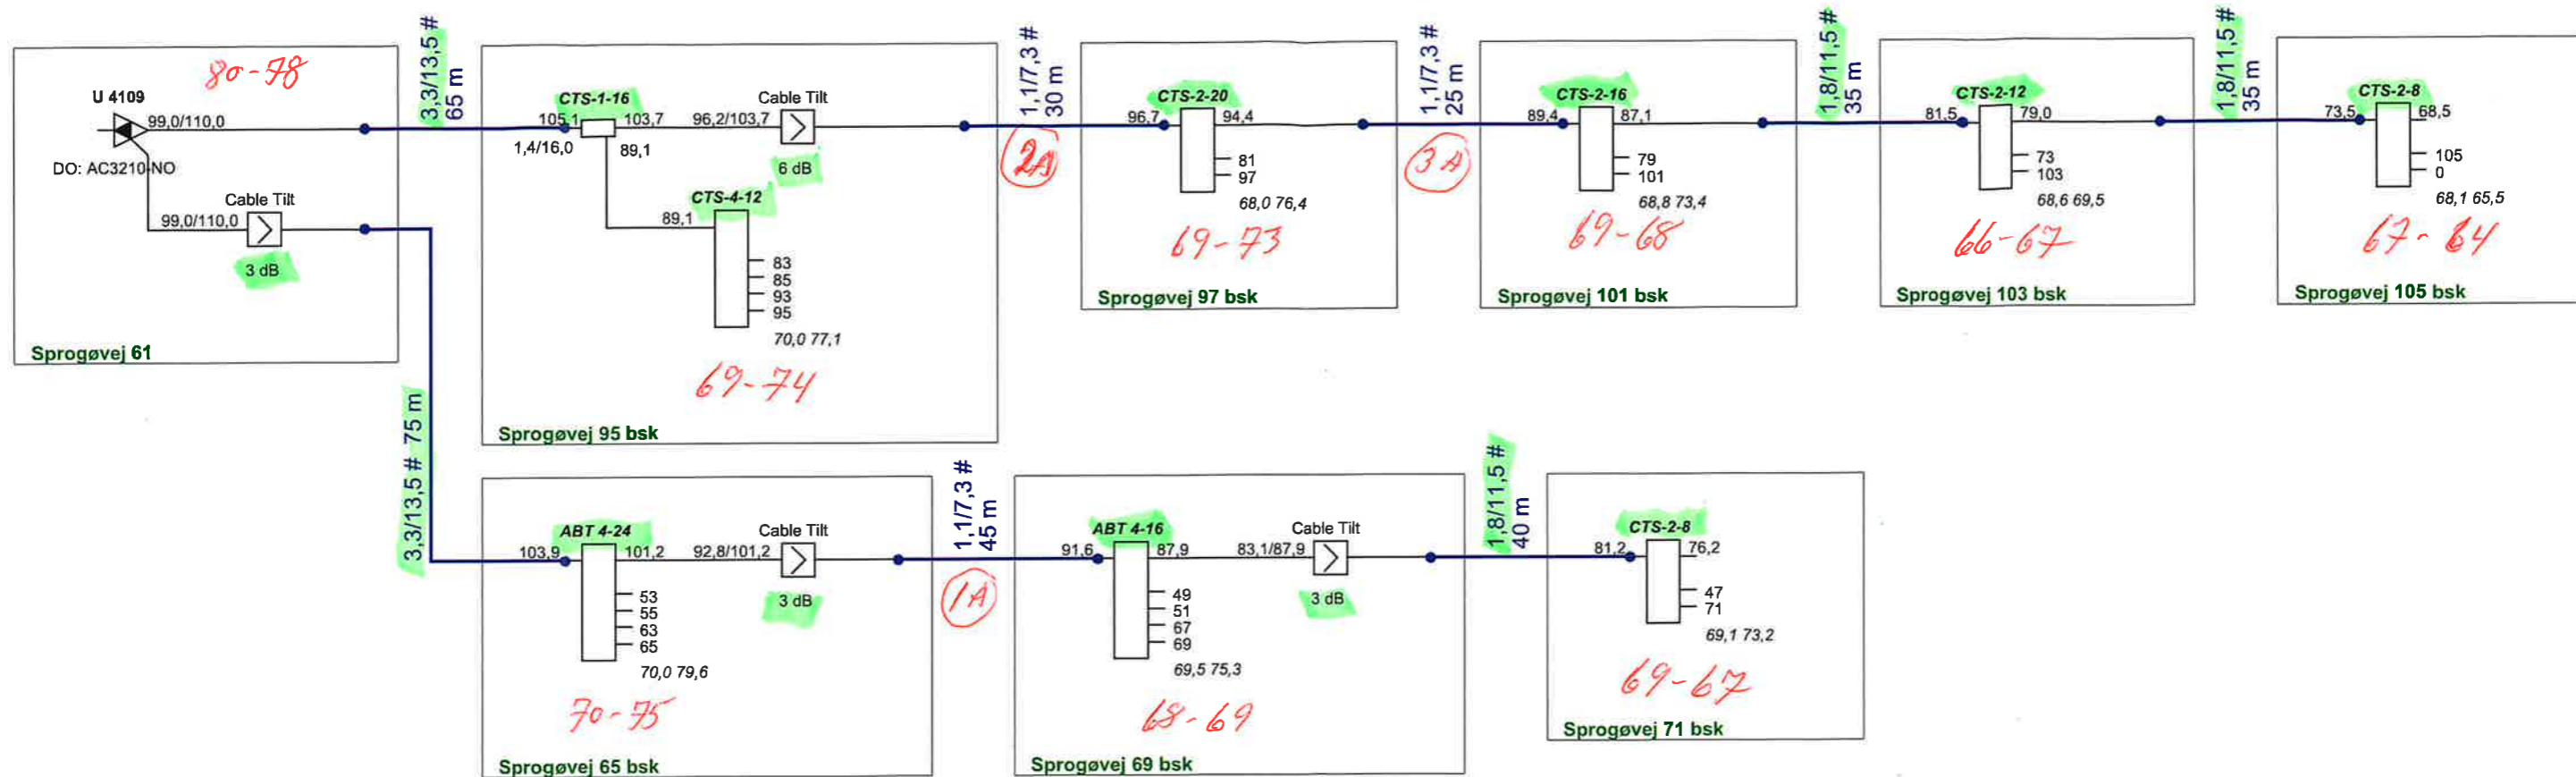 80-78
U 4109
99,0/110,0
DO: AC3210-NO
Cable Tilt
99,0/110,0
3 dB
Sprogøvej 61
3,3/13,5 #
65 m
CTS-1-16
105,1
103,7
96,2/103,7
Cable Tilt
1,4/16,0
89,1
6 dB
CTS-4-12
89,1
83
85
93
95
70,0 77,1
69-74
Sprogøvej 95 bsk
1,1/7,3 #
30 m
2A
CTS-2-20
96,7
94,4
81
97
68,0 76,4
69-73
Sprogøvej 97 bsk
1,1/7,3 #
25 m
3A
CTS-2-16
89,4
87,1
79
101
68,8 73,4
69-68
Sprogøvej 101 bsk
1,8/11,5 #
35 m
CTS-2-12
81,5
79,0
73
103
68,6 69,5
66-67
Sprogøvej 103 bsk
1,8/11,5 #
35 m
CTS-2-8
73,5
68,5
105
0
68,1 65,5
67-64
Sprogøvej 105 bsk
3,3/13,5 # 75 m
ABT 4-24
103,9
101,2
92,8/101,2
Cable Tilt
3 dB
53
55
63
65
70,0 79,6
70-75
Sprogøvej 65 bsk
1,1/7,3 #
45 m
1A
ABT 4-16
91,6
87,9
83,1/87,9
Cable Tilt
3 dB
49
51
67
69
69,5 75,3
68-69
Sprogøvej 69 bsk
1,8/11,5 #
40 m
CTS-2-8
81,2
76,2
47
71
69,1 73,2
69-67
Sprogøvej 71 bsk